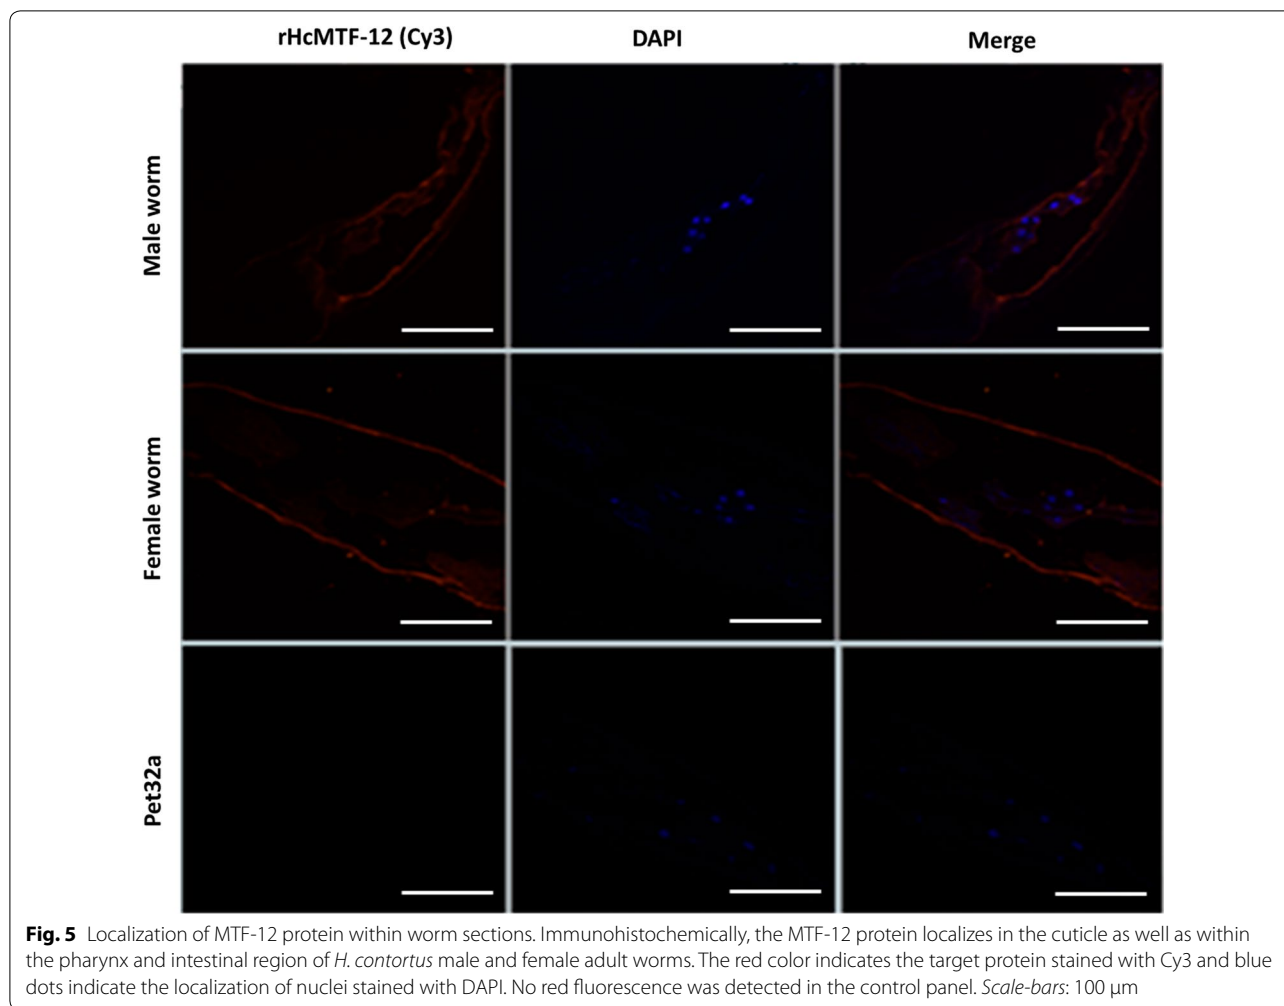 rHcMTF-12 (Cy3) DAPI Merge
Male worm
Female worm
Pet32a
Fig. 5 Localization of MTF-12 protein within worm sections. Immunohistochemically, the MTF-12 protein localizes in the cuticle as well as within
the pharynx and intestinal region of H. contortus male and female adult worms. The red color indicates the target protein stained with Cy3 and blue
dots indicate the localization of nuclei stained with DAPI. No red fluorescence was detected in the control panel. Scale-bars: 100 μm